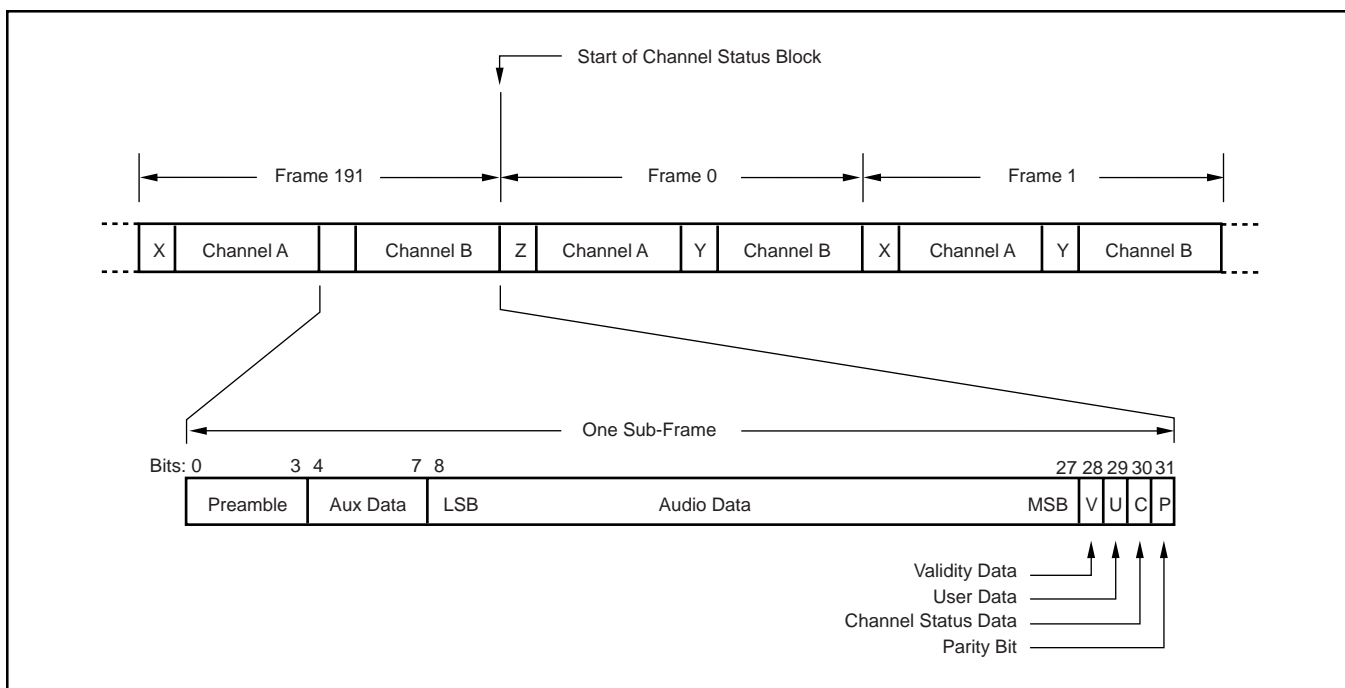 Start of Channel Status Block
Frame 191 Frame 0 Frame 1
X Channel A Channel B Z Channel A Y Channel B X Channel A Y Channel B
One Sub-Frame
Bits: 0 3 4 7 8 27 28 29 30 31
Preamble Aux Data LSB Audio Data MSB V U C P
Validity Data
User Data
Channel Status Data
Parity Bit